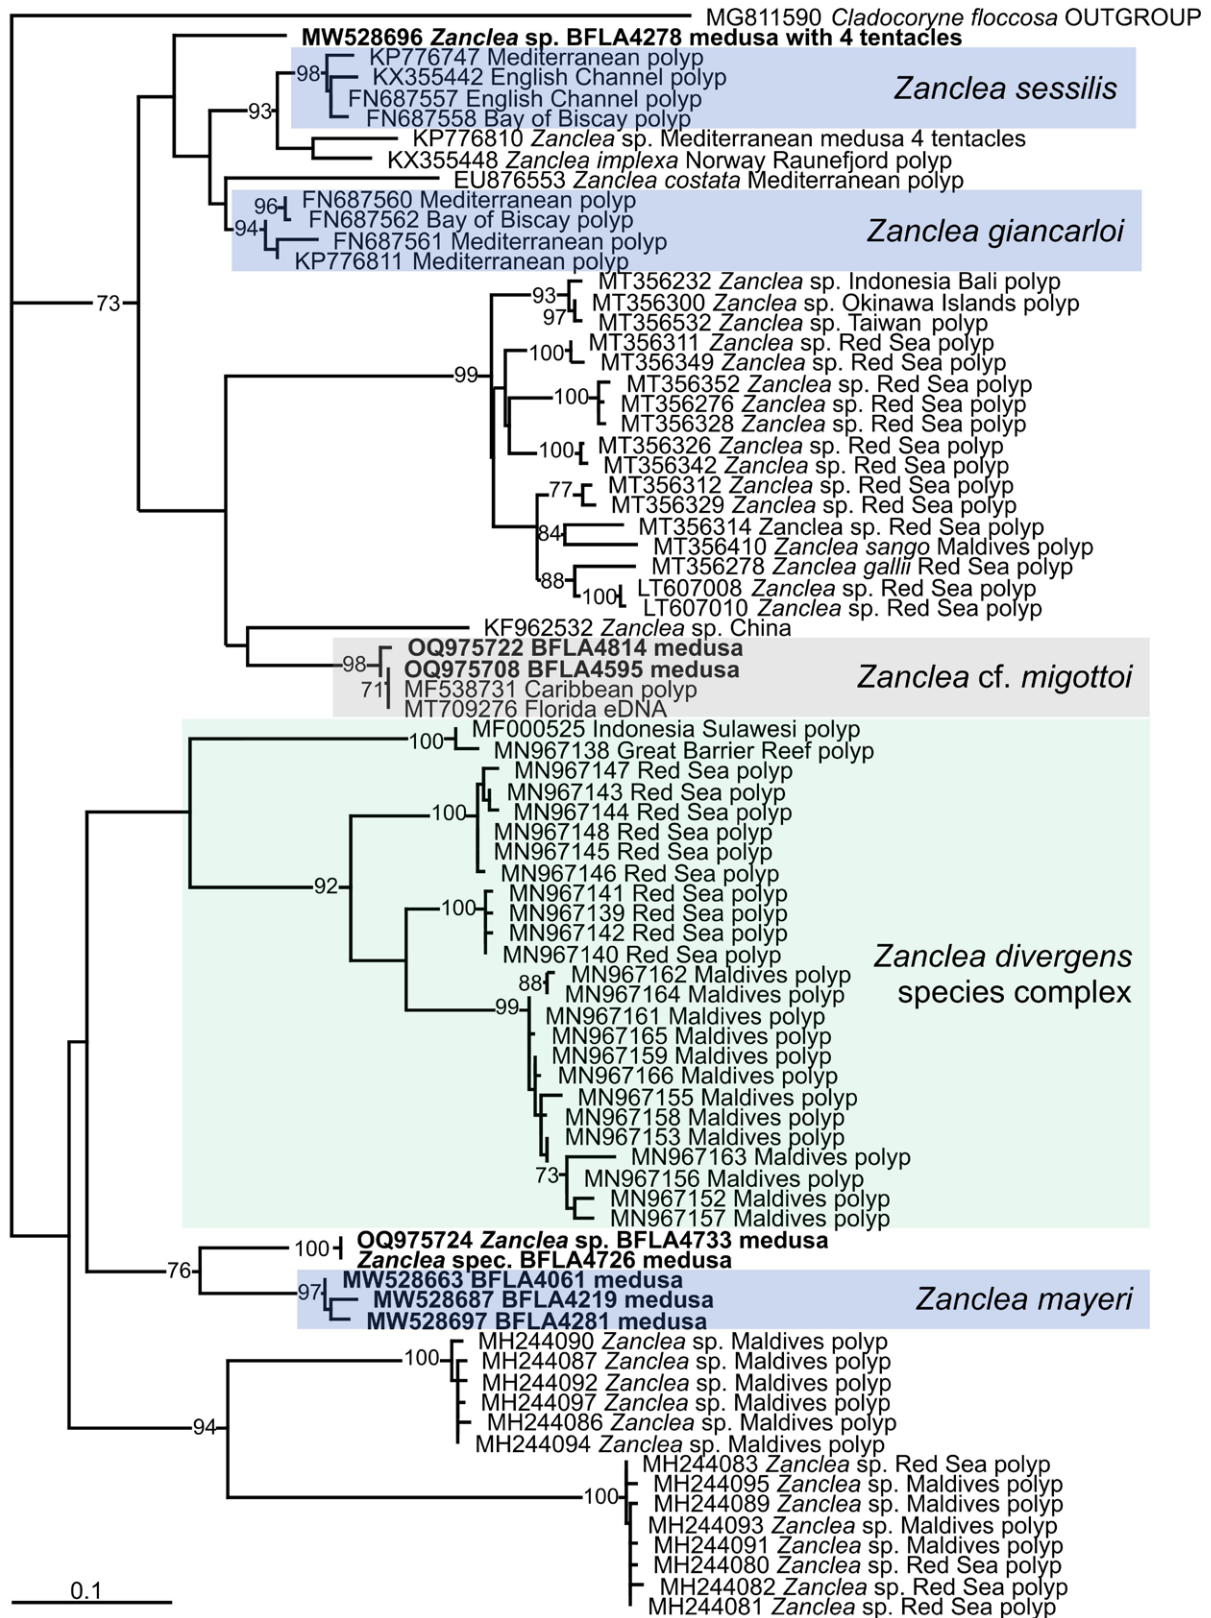 MG811590 Cladocoryne floccosa OUTGROUP
MW528696 Zanclea sp. BFLA4278 medusa with 4 tentacles
KP776747 Mediterranean polyp
98
KX355442 English Channel polyp
Zanclea sessilis
FN687557 English Channel polyp
93
FN687558 Bay of Biscay polyp
KP776810 Zanclea sp. Mediterranean medusa 4 tentacles
KX355448 Zanclea implexa Norway Raunefjord polyp
EU876553 Zanclea costata Mediterranean polyp
96
FN687560 Mediterranean polyp
FN687562 Bay of Biscay polyp
94
Zanclea giancarloi
FN687561 Mediterranean polyp
KP776811 Mediterranean polyp
MT356232 Zanclea sp. Indonesia Bali polyp
93
73
MT356300 Zanclea sp. Okinawa Islands polyp
97
MT356532 Zanclea sp. Taiwan polyp
MT356311 Zanclea sp. Red Sea polyp
100
MT356349 Zanclea sp. Red Sea polyp
99
MT356352 Zanclea sp. Red Sea polyp
100
MT356276 Zanclea sp. Red Sea polyp
MT356328 Zanclea sp. Red Sea polyp
MT356326 Zanclea sp. Red Sea polyp
100
MT356342 Zanclea sp. Red Sea polyp
MT356312 Zanclea sp. Red Sea polyp
77
MT356329 Zanclea sp. Red Sea polyp
MT356314 Zanclea sp. Red Sea polyp
84
MT356410 Zanclea sango Maldives polyp
MT356278 Zanclea gallii Red Sea polyp
88
LT607008 Zanclea sp. Red Sea polyp
100
LT607010 Zanclea sp. Red Sea polyp
KF962532 Zanclea sp. China
OQ975722 BFLA4814 medusa
98
OQ975708 BFLA4595 medusa
Zanclea cf. migottoi
71
MF538731 Caribbean polyp
MT709276 Florida eDNA
MF000525 Indonesia Sulawesi polyp
100
MN967138 Great Barrier Reef polyp
MN967147 Red Sea polyp
MN967143 Red Sea polyp
100
MN967144 Red Sea polyp
MN967148 Red Sea polyp
MN967145 Red Sea polyp
MN967146 Red Sea polyp
92
MN967141 Red Sea polyp
100
MN967139 Red Sea polyp
MN967142 Red Sea polyp
MN967140 Red Sea polyp
Zanclea divergens
species complex
88
MN967162 Maldives polyp
MN967164 Maldives polyp
99
MN967161 Maldives polyp
MN967165 Maldives polyp
MN967159 Maldives polyp
MN967166 Maldives polyp
MN967155 Maldives polyp
MN967158 Maldives polyp
MN967153 Maldives polyp
MN967163 Maldives polyp
73
MN967156 Maldives polyp
MN967152 Maldives polyp
MN967157 Maldives polyp
OQ975724 Zanclea sp. BFLA4733 medusa
100
Zanclea spec. BFLA4726 medusa
76
MW528663 BFLA4061 medusa
97
MW528687 BFLA4219 medusa
Zanclea mayeri
MW528697 BFLA4281 medusa
MH244090 Zanclea sp. Maldives polyp
100
MH244087 Zanclea sp. Maldives polyp
MH244092 Zanclea sp. Maldives polyp
MH244097 Zanclea sp. Maldives polyp
MH244086 Zanclea sp. Maldives polyp
94
MH244094 Zanclea sp. Maldives polyp
MH244083 Zanclea sp. Red Sea polyp
MH244095 Zanclea sp. Maldives polyp
100
MH244089 Zanclea sp. Maldives polyp
MH244093 Zanclea sp. Maldives polyp
MH244091 Zanclea sp. Maldives polyp
MH244080 Zanclea sp. Red Sea polyp
MH244082 Zanclea sp. Red Sea polyp
MH244081 Zanclea sp. Red Sea polyp
0.1